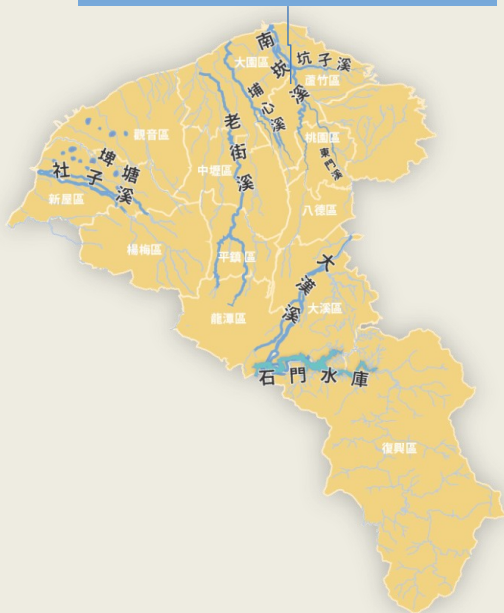 南崁溪
坑子溪
大園區
蘆竹區
埔心溪
桃園區
東門溪
老街溪
觀音區
中壢區
埤塘
社子溪
新屋區
八德區
楊梅區
平鎮區
大漢溪
大溪區
龍潭區
石門水庫
復興區